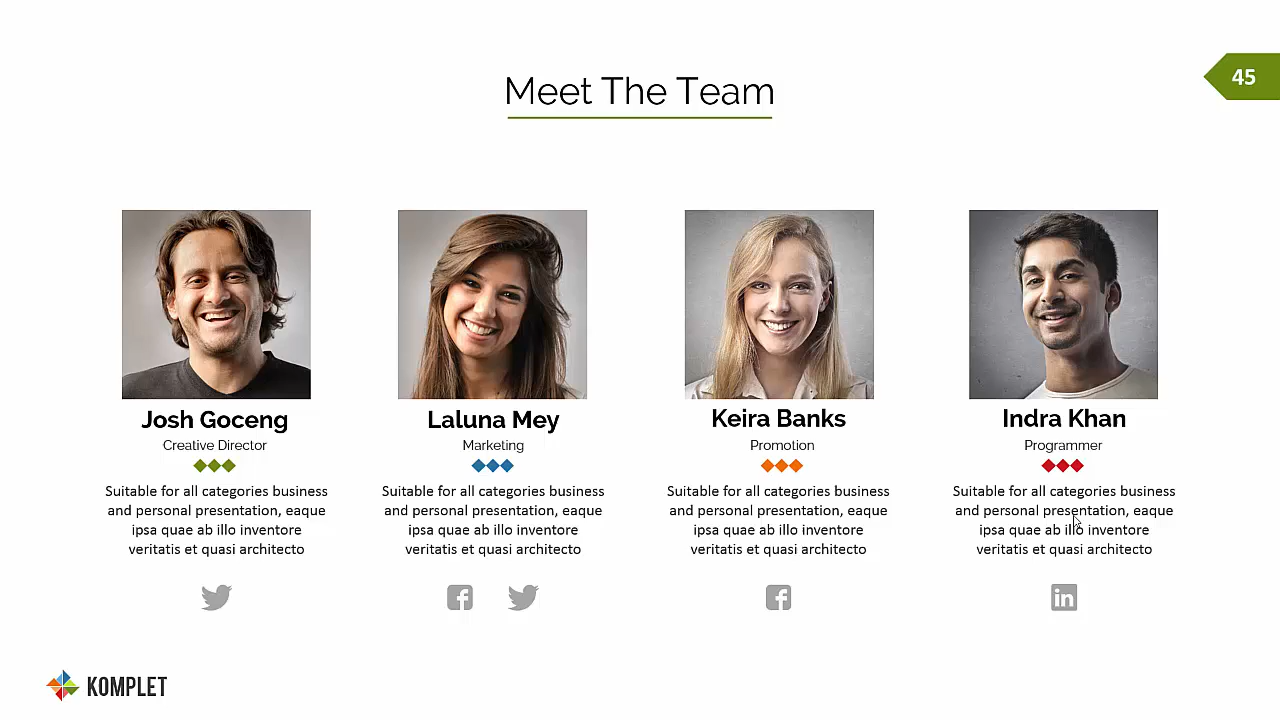 Meet The Team
45
Josh Goceng
Creative Director
Suitable for all categories business
and personal presentation, eaque
ipsa quae ab illo inventore
veritatis et quasi architecto
Laluna Mey
Marketing
Suitable for all categories business
and personal presentation, eaque
ipsa quae ab illo inventore
veritatis et quasi architecto
Keira Banks
Promotion
Suitable for all categories business
and personal presentation, eaque
ipsa quae ab illo inventore
veritatis et quasi architecto
Indra Khan
Programmer
Suitable for all categories business
and personal presentation, eaque
ipsa quae ab illo inventore
veritatis et quasi architecto
KOMPLET